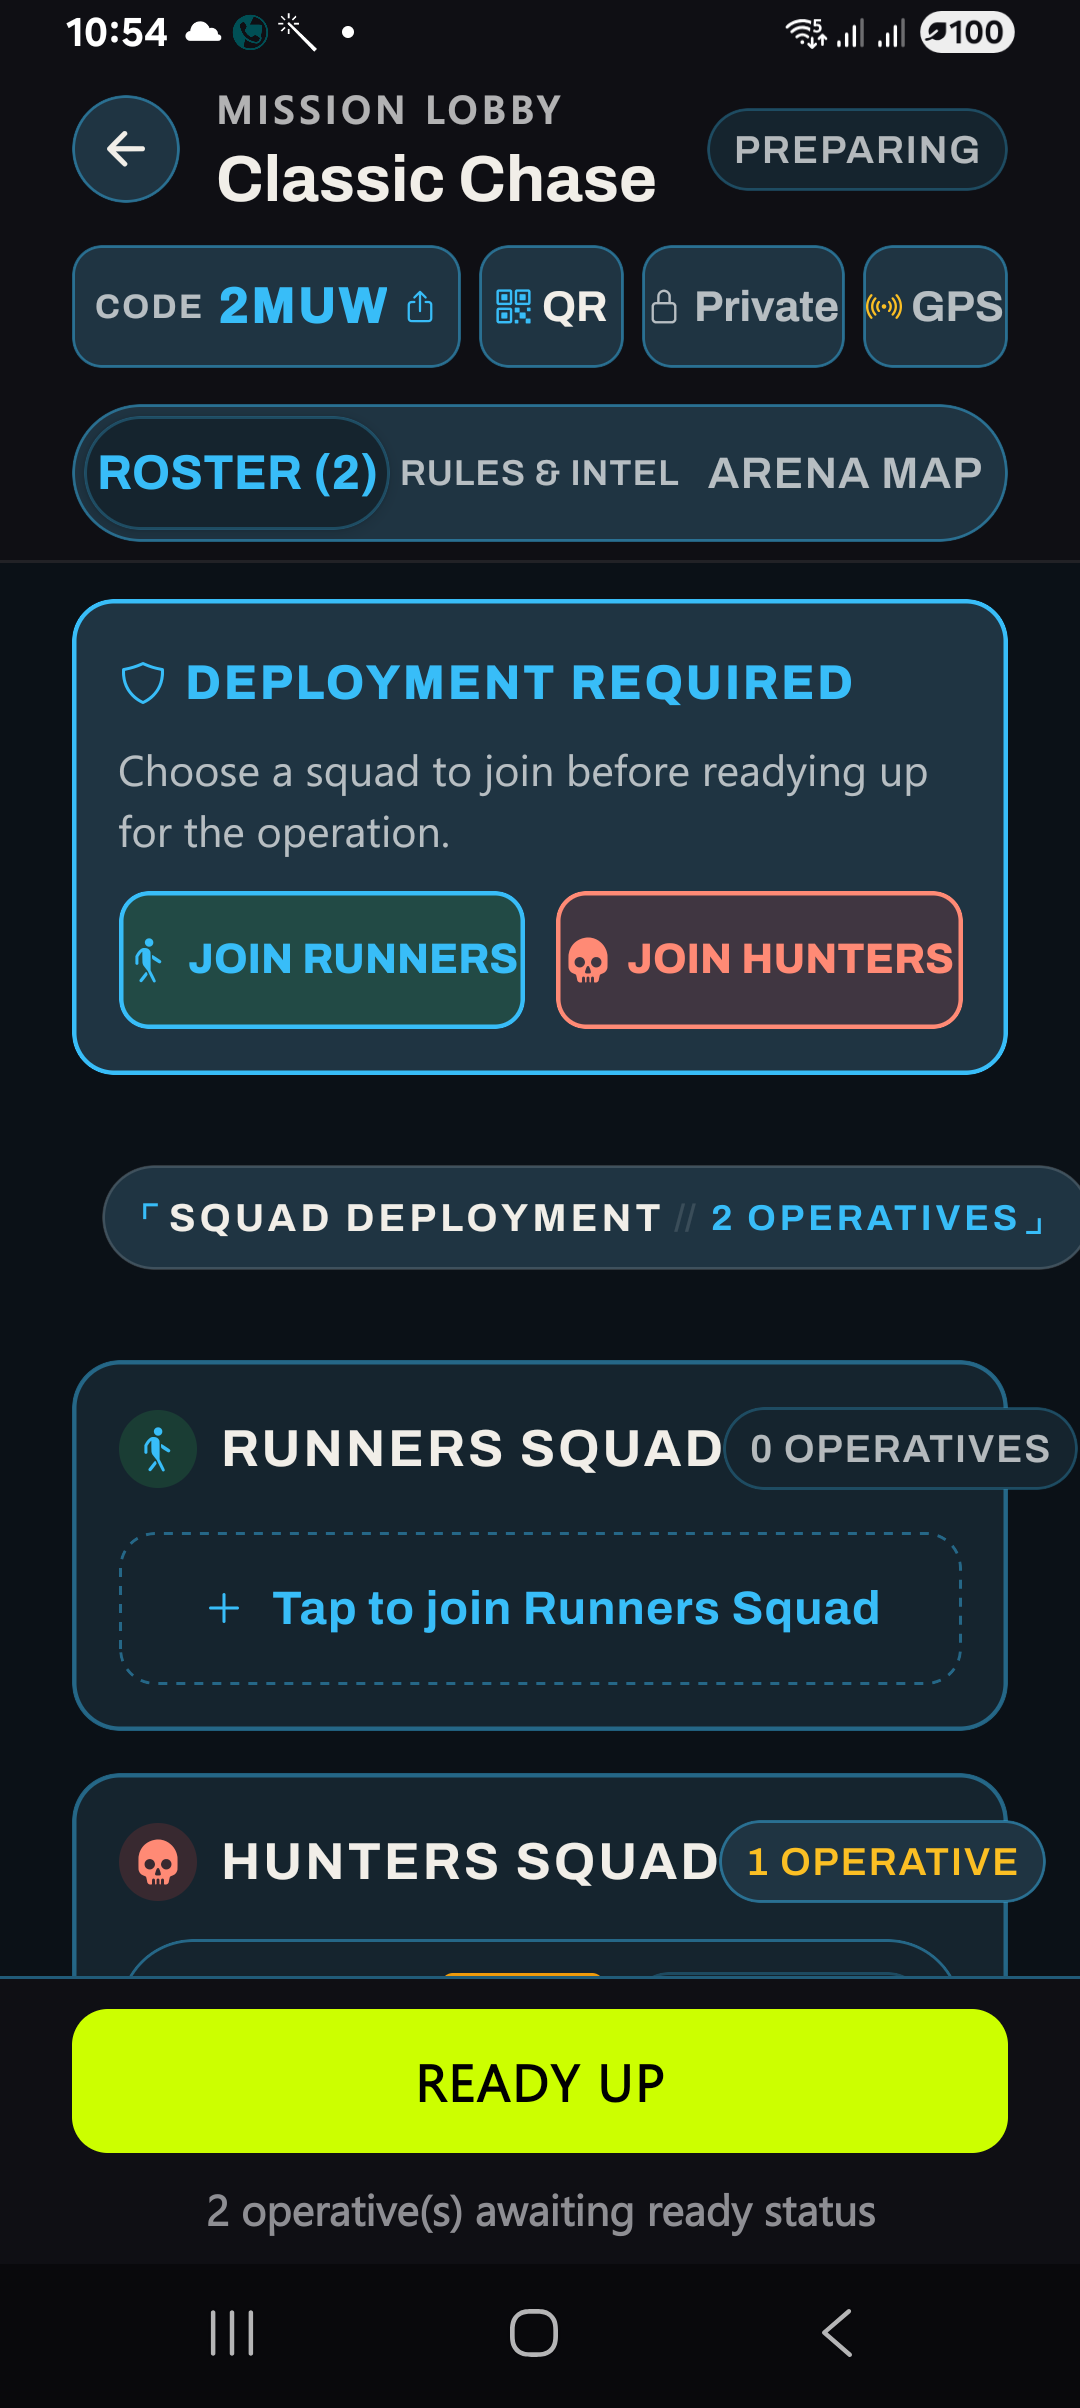 10:54
5
100
MISSION LOBBY
Classic Chase
PREPARING
CODE 2MUW
QR
Private
GPS
ROSTER (2)
RULES & INTEL
ARENA MAP
DEPLOYMENT REQUIRED
Choose a squad to join before readying up
for the operation.
JOIN RUNNERS
JOIN HUNTERS
SQUAD DEPLOYMENT // 2 OPERATIVES
RUNNERS SQUAD
0 OPERATIVES
+ Tap to join Runners Squad
HUNTERS SQUAD
1 OPERATIVE
READY UP
2 operative(s) awaiting ready status